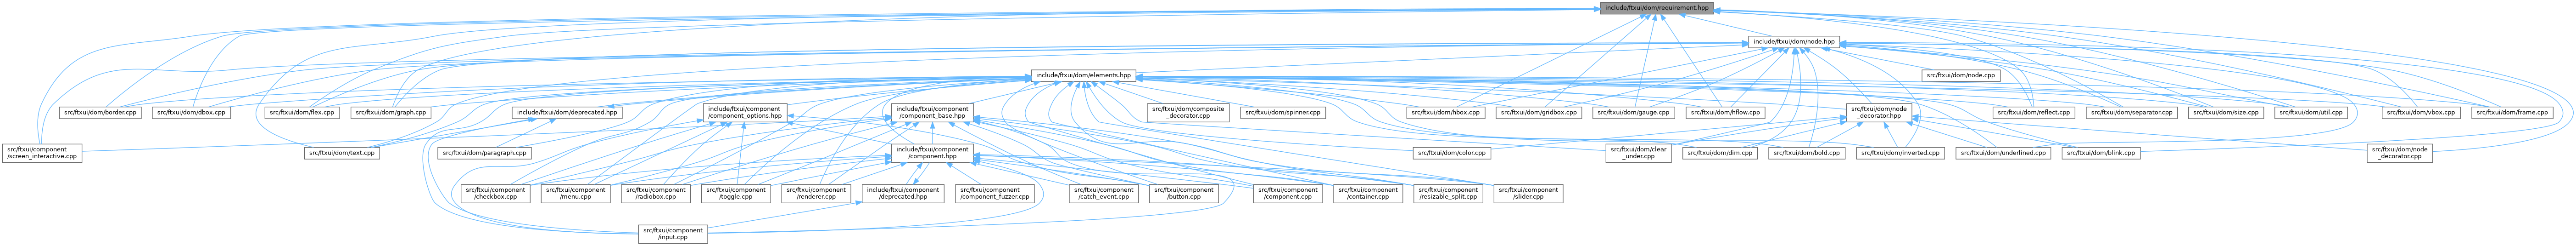 include/ftxui/dom/requirement.hpp
include/ftxui/dom/node.hpp
include/ftxui/dom/elements.hpp
src/ftxui/dom/node.cpp
src/ftxui/dom/border.cpp
src/ftxui/dom/dbox.cpp
src/ftxui/dom/flex.cpp
src/ftxui/dom/graph.cpp
include/ftxui/dom/deprecated.hpp
include/ftxui/component
/component_options.hpp
include/ftxui/component
/component_base.hpp
src/ftxui/dom/composite
_decorator.cpp
src/ftxui/dom/spinner.cpp
src/ftxui/dom/hbox.cpp
src/ftxui/dom/gridbox.cpp
src/ftxui/dom/gauge.cpp
src/ftxui/dom/hflow.cpp
src/ftxui/dom/node
_decorator.hpp
src/ftxui/dom/reflect.cpp
src/ftxui/dom/separator.cpp
src/ftxui/dom/size.cpp
src/ftxui/dom/util.cpp
src/ftxui/dom/vbox.cpp
src/ftxui/dom/frame.cpp
src/ftxui/component
/screen_interactive.cpp
src/ftxui/dom/text.cpp
src/ftxui/dom/paragraph.cpp
include/ftxui/component
/component.hpp
src/ftxui/dom/color.cpp
src/ftxui/dom/clear
_under.cpp
src/ftxui/dom/dim.cpp
src/ftxui/dom/bold.cpp
src/ftxui/dom/inverted.cpp
src/ftxui/dom/underlined.cpp
src/ftxui/dom/blink.cpp
src/ftxui/dom/node
_decorator.cpp
src/ftxui/component
/checkbox.cpp
src/ftxui/component
/menu.cpp
src/ftxui/component
/radiobox.cpp
src/ftxui/component
/toggle.cpp
src/ftxui/component
/renderer.cpp
include/ftxui/component
/deprecated.hpp
src/ftxui/component
/component_fuzzer.cpp
src/ftxui/component
/catch_event.cpp
src/ftxui/component
/button.cpp
src/ftxui/component
/component.cpp
src/ftxui/component
/container.cpp
src/ftxui/component
/resizable_split.cpp
src/ftxui/component
/slider.cpp
src/ftxui/component
/input.cpp